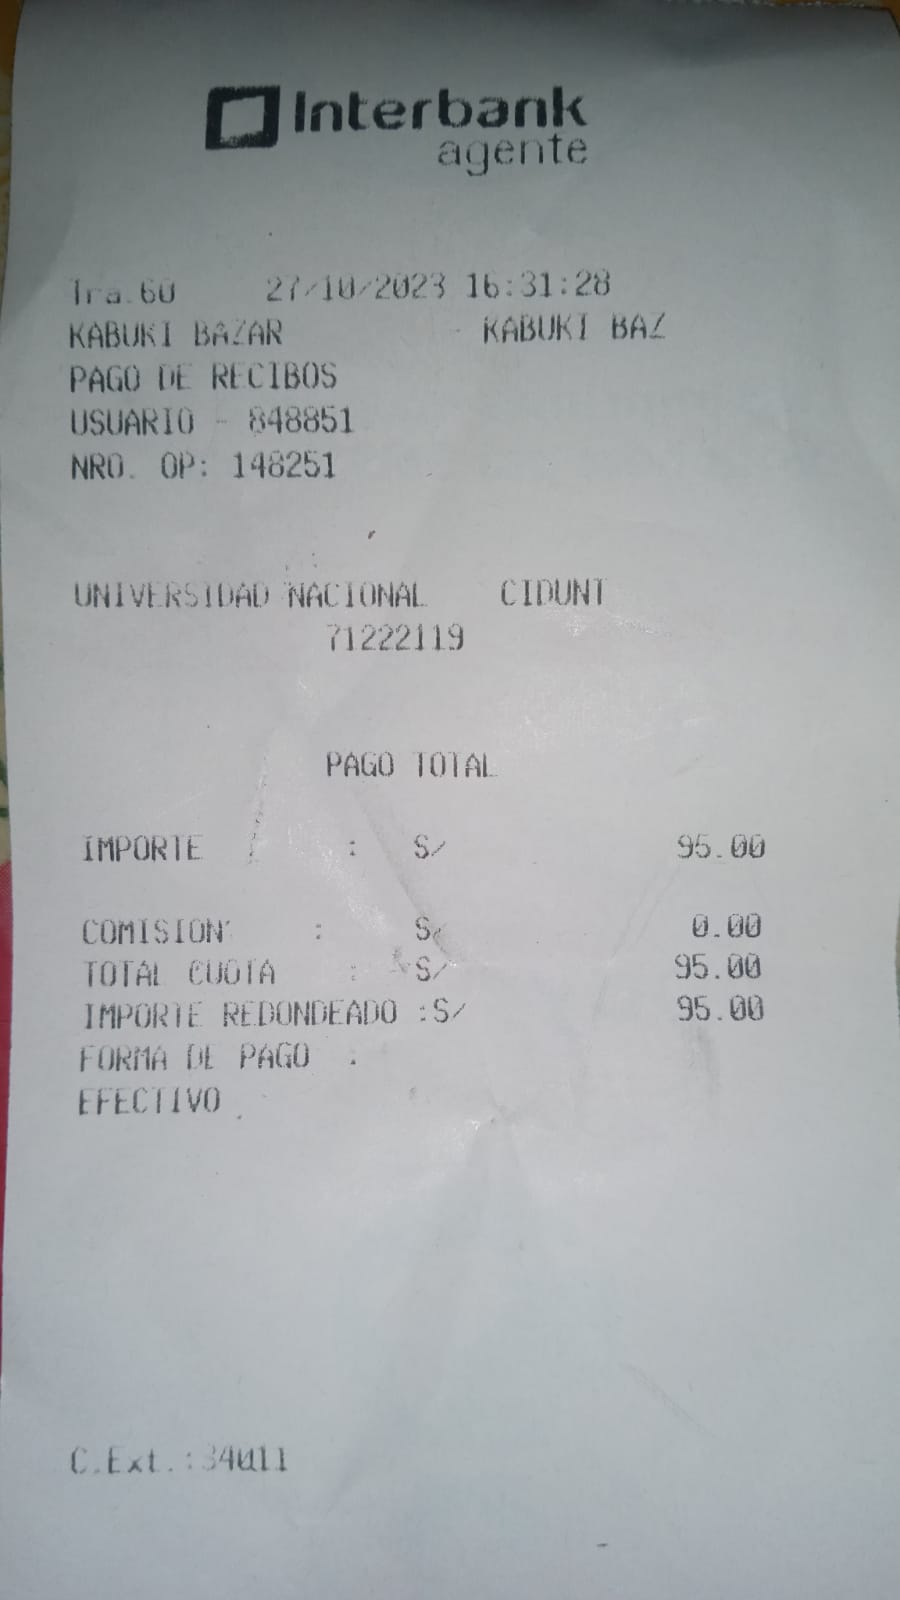 Interbank
agente
Tra.60 27/10/2023 16:31:28
KABUKI BAZAR - KABUKI BAZ
PAGO DE RECIBOS
USUARIO - 848851
NRO. OP: 148251
UNIVERSIDAD NACIONAL CIDUNT
71222119
PAGO TOTAL
IMPORTE : S/ 95.00
COMISION : S/ 0.00
TOTAL CUOTA : S/ 95.00
IMPORTE REDONDEADO :S/ 95.00
FORMA DE PAGO :
EFECTIVO
C.Ext.:34011